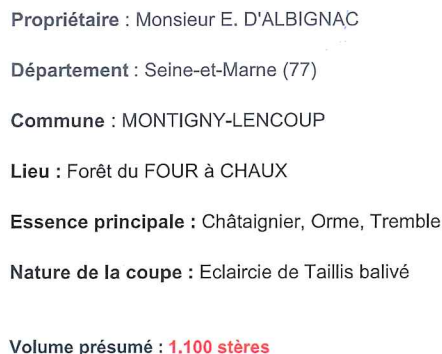 Propriétaire : Monsieur E. D'ALBIGNAC
Département : Seine-et-Marne (77)
Commune : MONTIGNY-LENCOUP
Lieu : Forêt du FOUR à CHAUX
Essence principale : Châtaignier, Orme, Tremble
Nature de la coupe : Eclaircie de Taillis balivé
Volume présumé : 1.100 stères